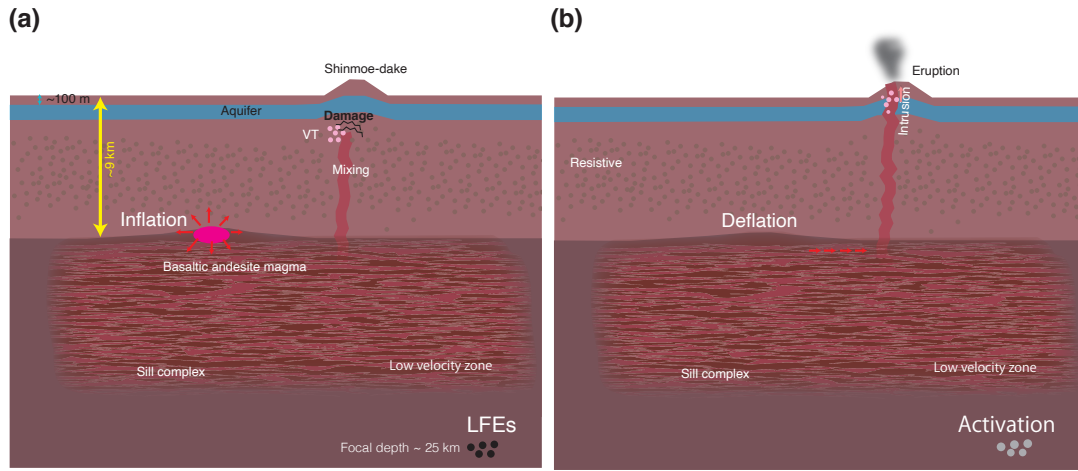 (a)
Shinmoe-dake
~100 m
Aquifer
Damage
VT
~9 km
Mixing
Inflation
Basaltic andesite magma
Sill complex
Low velocity zone
LFEs
Focal depth ~ 25 km
(b)
Eruption
Intrusion
Resistive
Deflation
Sill complex
Low velocity zone
Activation